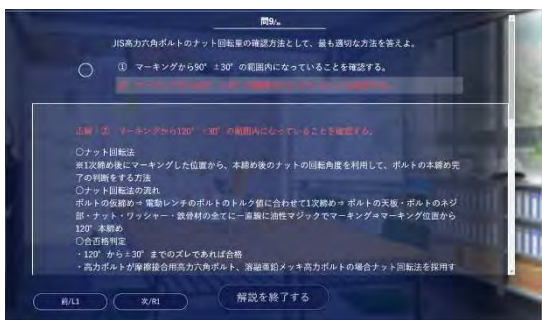 問9/
JIS高力六角ボルトのナット回転量の確認方法として、最も適切な方法を答えよ。
① マーキングから90°±30°の範囲内になっていることを確認する。
正解 ② マーキングから120°±30°の範囲内になっていることを確認する。
〇ナット回転法
※1次締め後にマーキングした位置から、本締め後のナットの回転角度を利用して、ボルトの本締め完
了の判断をする方法
〇ナット回転法の流れ
ボルトの仮締め⇒電動レンチのボルトのトルク値に合わせて1次締め⇒ボルトの天板・ボルトのネジ
部・ナット・ワッシャー・鉄骨材の全てに一直線に油性マジックでマーキング⇒マーキング位置から
120°本締め
〇合否判定
・120°から±30°までのズレであれば合格
・高力ボルトが摩擦接合用高力六角ボルト、溶融亜鉛メッキ高力ボルトの場合ナット回転法を採用す
前/L1
次/R1
解説を終了する